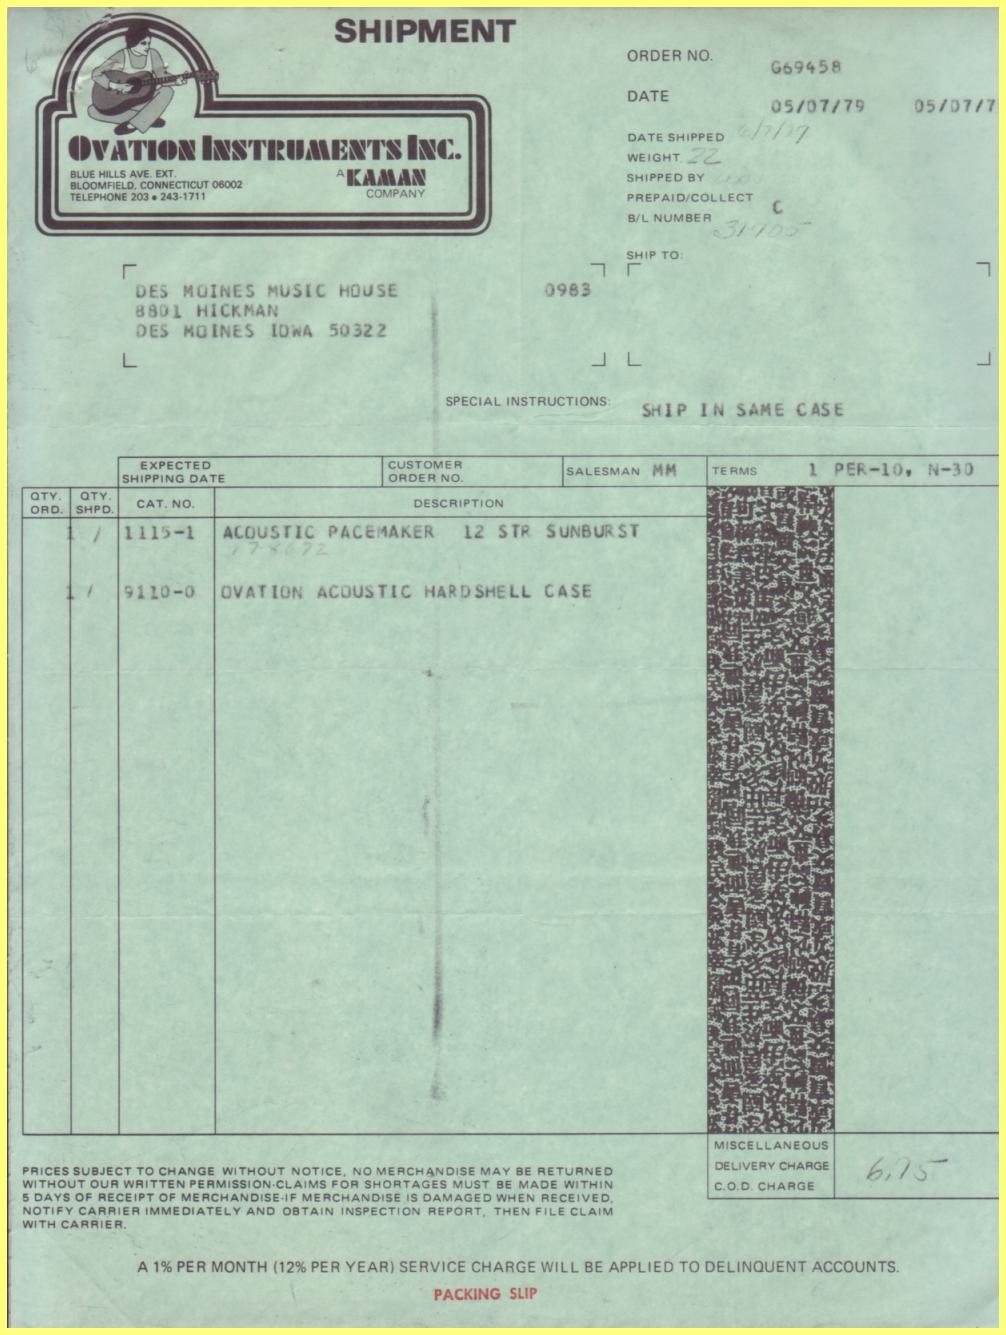 SHIPMENT
OVATION INSTRUMENTS INC.
BLUE HILLS AVE. EXT.
BLOOMFIELD, CONNECTICUT 06002
TELEPHONE 203 • 243-1711
A KAMAN
COMPANY
ORDER NO. G69458
DATE 05/07/79 05/07/7
DATE SHIPPED
WEIGHT 22
SHIPPED BY
PREPAID/COLLECT C
B/L NUMBER
SHIP TO:
DES MOINES MUSIC HOUSE 0983
8801 HICKMAN
DES MOINES IOWA 50322
SPECIAL INSTRUCTIONS: SHIP IN SAME CASE
EXPECTED
SHIPPING DATE
CUSTOMER
ORDER NO.
SALESMAN MM
TERMS 1 PER-10, N-30
QTY.
ORD.
QTY.
SHPD.
CAT. NO.
DESCRIPTION
1 / 1115-1 ACOUSTIC PACEMAKER 12 STR SUNBURST
1 / 9110-0 OVATION ACOUSTIC HARDSHELL CASE
MISCELLANEOUS
DELIVERY CHARGE
C.O.D. CHARGE
PRICES SUBJECT TO CHANGE WITHOUT NOTICE, NO MERCHANDISE MAY BE RETURNED
WITHOUT OUR WRITTEN PERMISSION-CLAIMS FOR SHORTAGES MUST BE MADE WITHIN
5 DAYS OF RECEIPT OF MERCHANDISE-IF MERCHANDISE IS DAMAGED WHEN RECEIVED,
NOTIFY CARRIER IMMEDIATELY AND OBTAIN INSPECTION REPORT, THEN FILE CLAIM
WITH CARRIER.
A 1% PER MONTH (12% PER YEAR) SERVICE CHARGE WILL BE APPLIED TO DELINQUENT ACCOUNTS.
PACKING SLIP